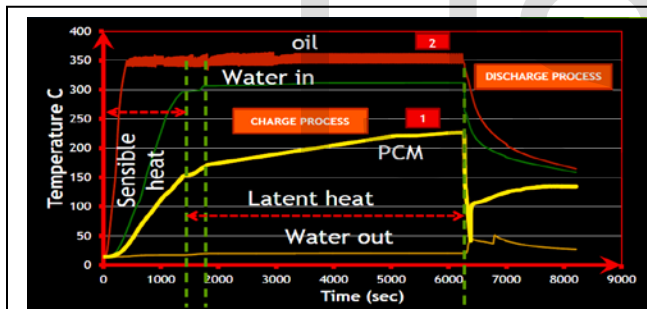 400
350
300
250
200
150
100
50
0
Temperature C
oil
2
Water in
DISCHARGE PROCESS
Sensible
heat
CHARGE PROCESS
1
PCM
Latent heat
Water out
0 1000 2000 3000 4000 5000 6000 7000 8000 9000
Time (sec)